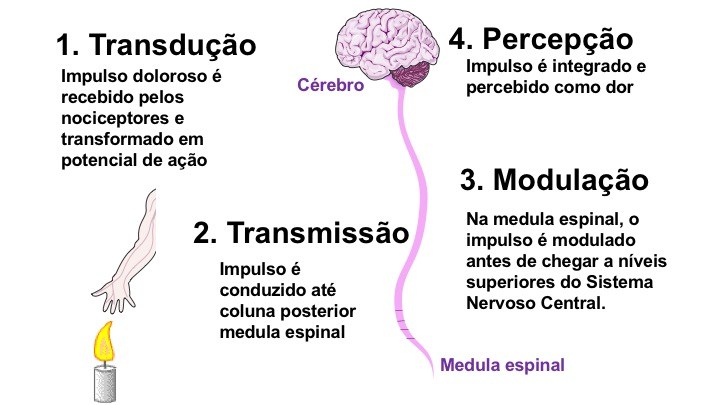 1. Transdução
Impulso doloroso é
recebido pelos
nociceptores e
transformado em
potencial de ação
2. Transmissão
Impulso é
conduzido até
coluna posterior
medula espinal
3. Modulação
Na medula espinal, o
impulso é modulado
antes de chegar a níveis
superiores do Sistema
Nervoso Central.
4. Percepção
Impulso é integrado e
percebido como dor
Cérebro
Medula espinal